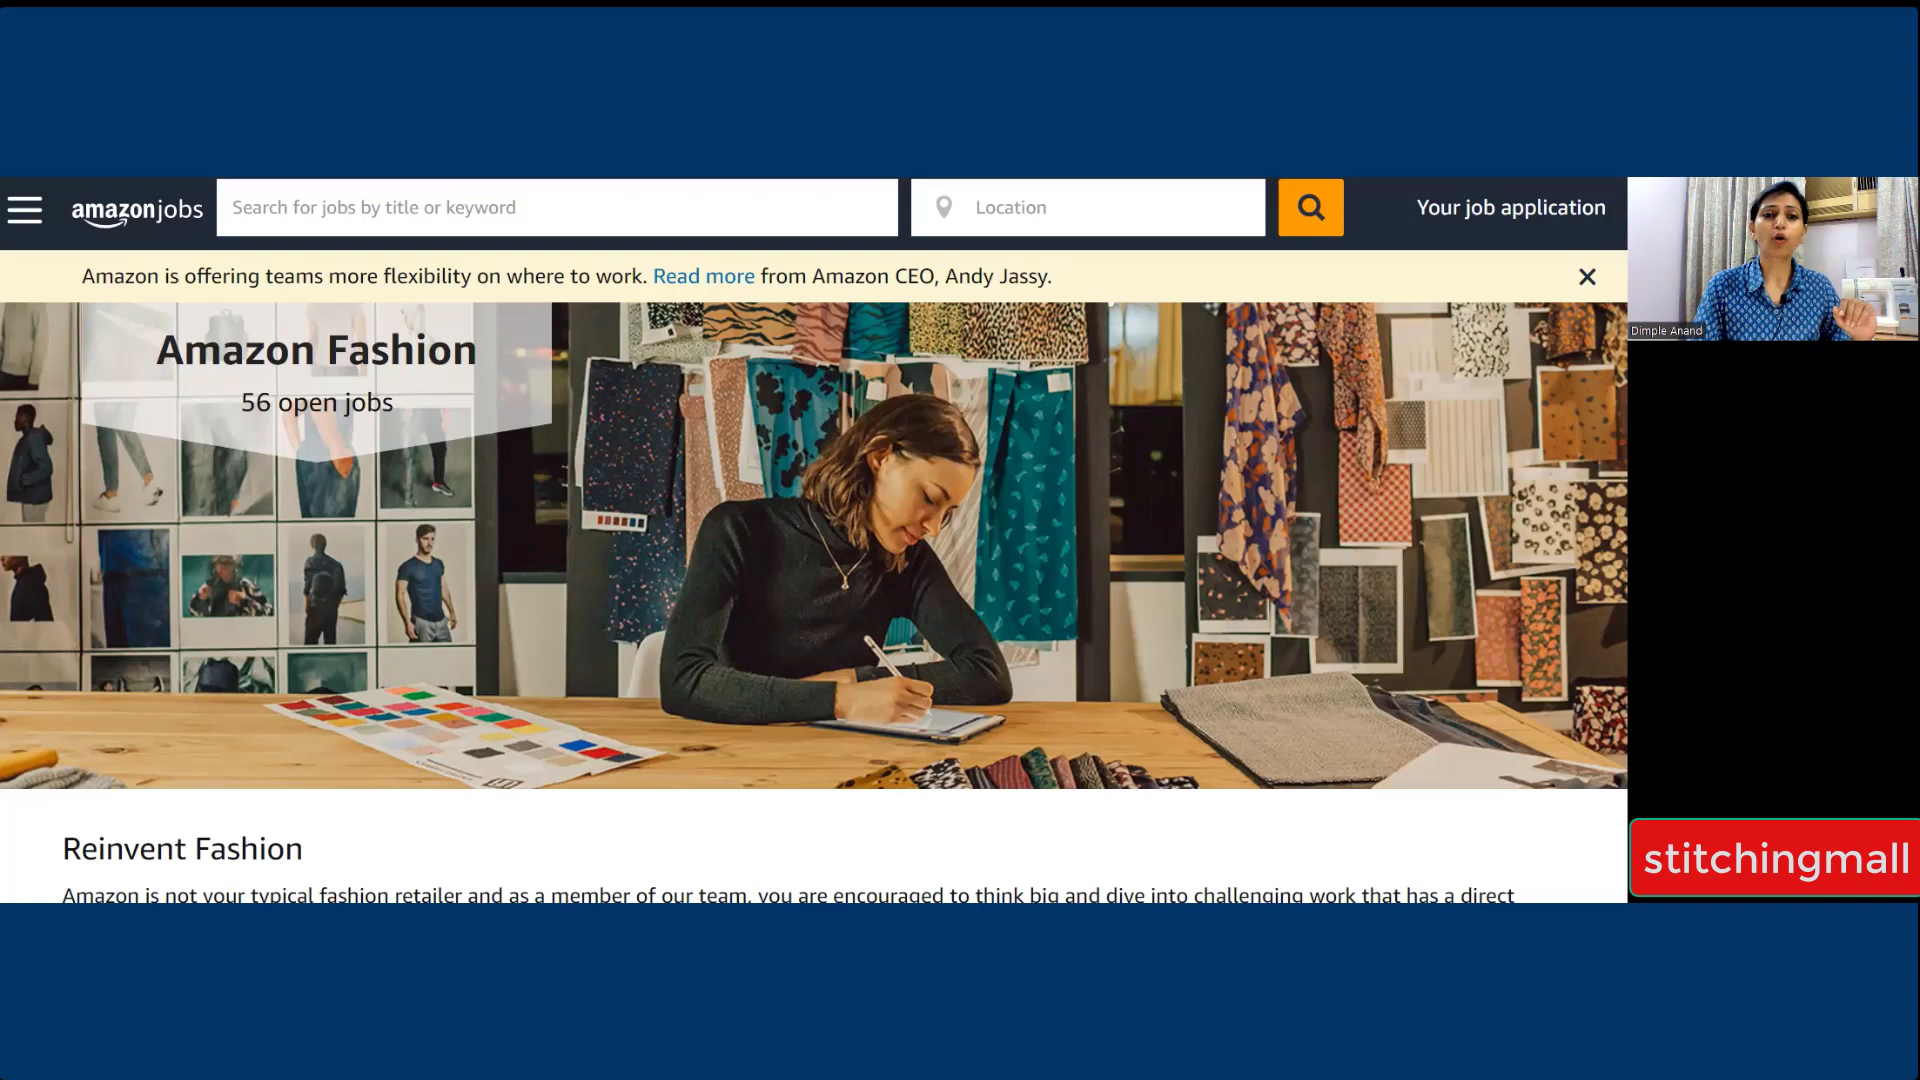 amazonjobs
Search for jobs by title or keyword
Location
Your job application
Amazon is offering teams more flexibility on where to work. Read more from Amazon CEO, Andy Jassy.
Amazon Fashion
56 open jobs
Dimple Anand
Reinvent Fashion
Amazon is not your typical fashion retailer and as a member of our team, you are encouraged to think big and dive into challenging work that has a direct
stitchingmall